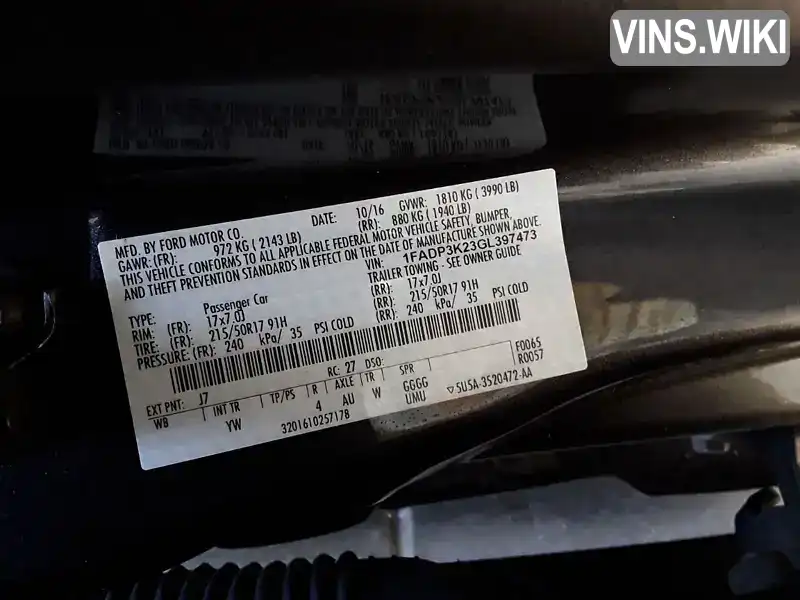 VINS.WIKI
MFD. BY FORD MOTOR CO. DATE: 10/16 GVWR: 1810 KG ( 3990 LB)
GAWR: (FR): 972 KG ( 2143 LB) (RR): 880 KG ( 1940 LB)
THIS VEHICLE CONFORMS TO ALL APPLICABLE FEDERAL MOTOR VEHICLE SAFETY, BUMPER,
AND THEFT PREVENTION STANDARDS IN EFFECT ON THE DATE OF MANUFACTURE SHOWN ABOVE.
VIN: 1FADP3K23GL397473
TYPE: Passenger Car TRAILER TOWING - SEE OWNER GUIDE
RIM: (FR): 17x7.0J (RR): 17x7.0J
TIRE: (FR): 215/50R17 91H (RR): 215/50R17 91H
PRESSURE: (FR): 240 kPa/ 35 PSI COLD (RR): 240 kPa/ 35 PSI COLD
EXT PNT: J7 RC: 27 DSO: F0065
WB INT TR TP/PS R AXLE TR SPR R0057
YW 4 AU W GGGG ▽5U5A-3520472-AA
3201610257178 UMU